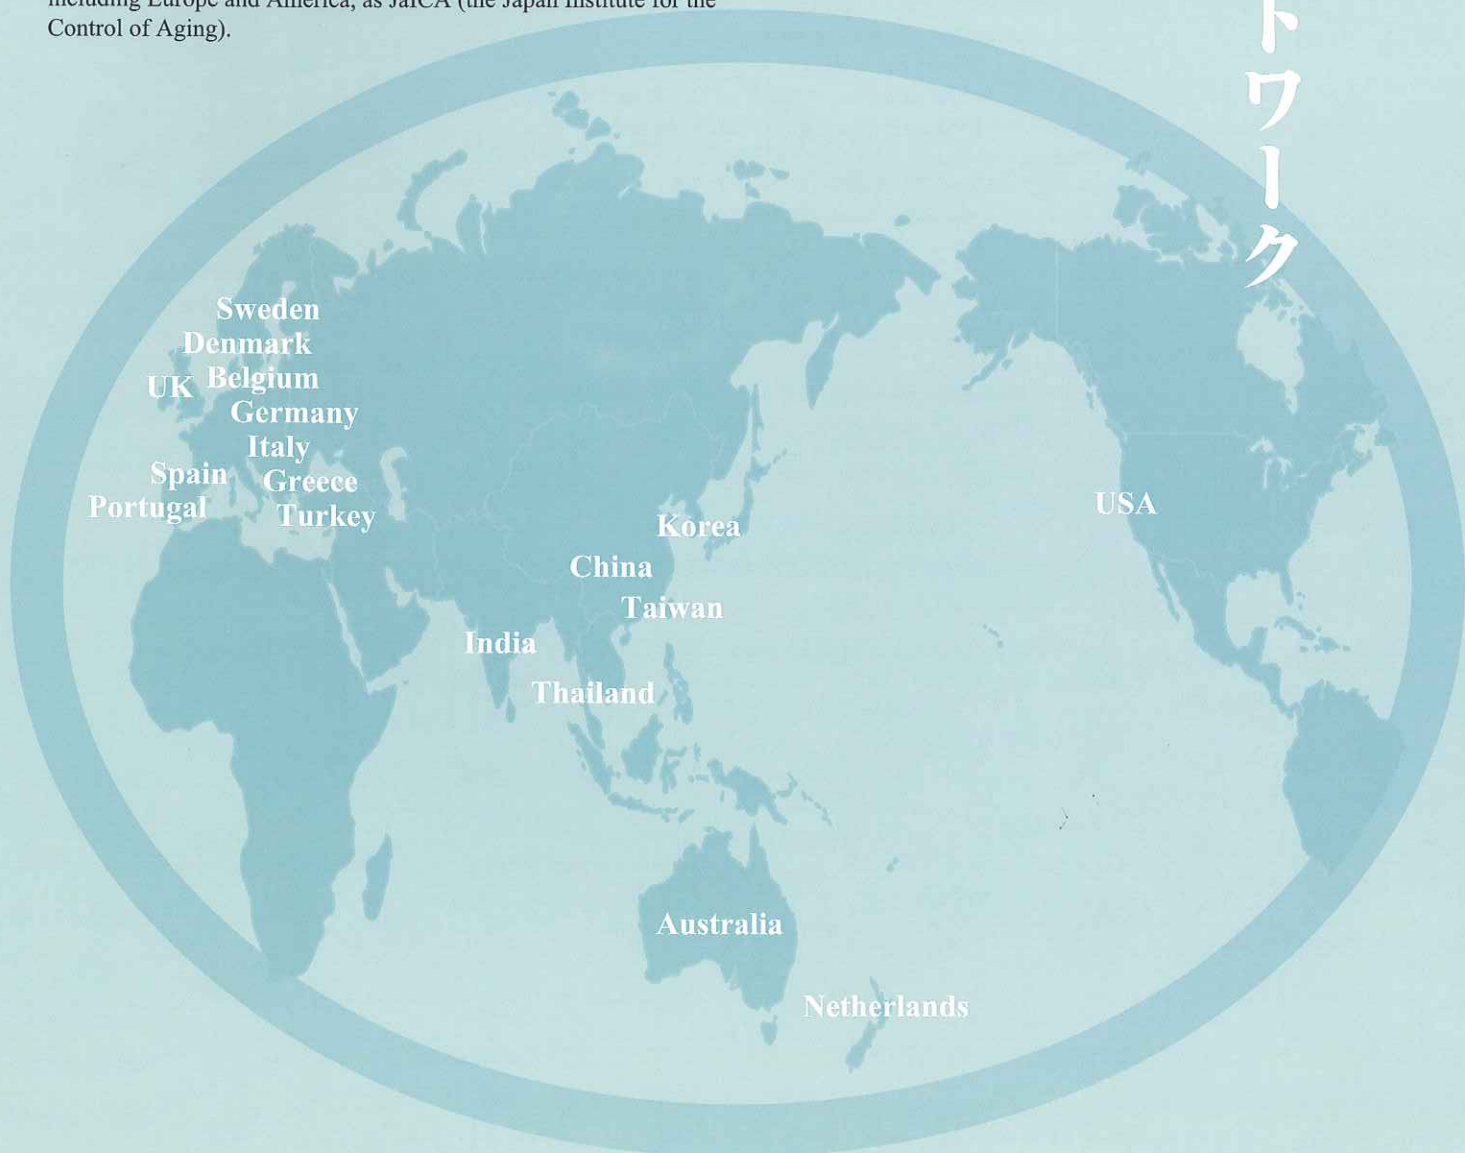 including Europe and America, as JaICA (the Japan Institute for the
Control of Aging).
トワーク
Sweden
Denmark
UK Belgium
Germany
Italy
Spain Greece
Portugal Turkey
Korea
USA
China
Taiwan
India
Thailand
Australia
Netherlands